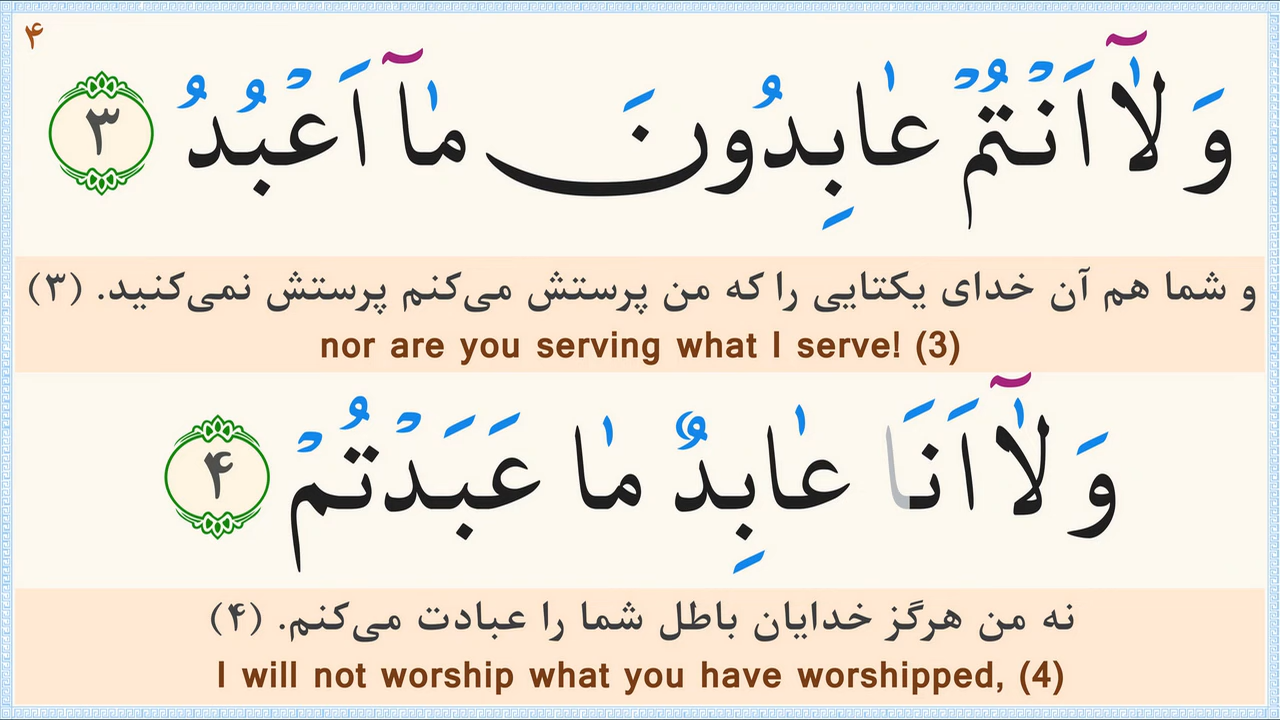 ۴
وَ لٰٓا اَنْتُمْ عٰابِدُونَ مٰٓا اَعْبُدُ ۳
و شما هم آن خدای یکتایی را که من پرستش می‌کنم پرستش نمی‌کنید. (۳)
nor are you serving what I serve! (3)
وَ لٰٓا اَنَا عٰابِدٌ مٰا عَبَدْتُمْ ۴
نه من هرگز خدایان باطل شما را عبادت می‌کنم. (۴)
I will not worship what you have worshipped, (4)